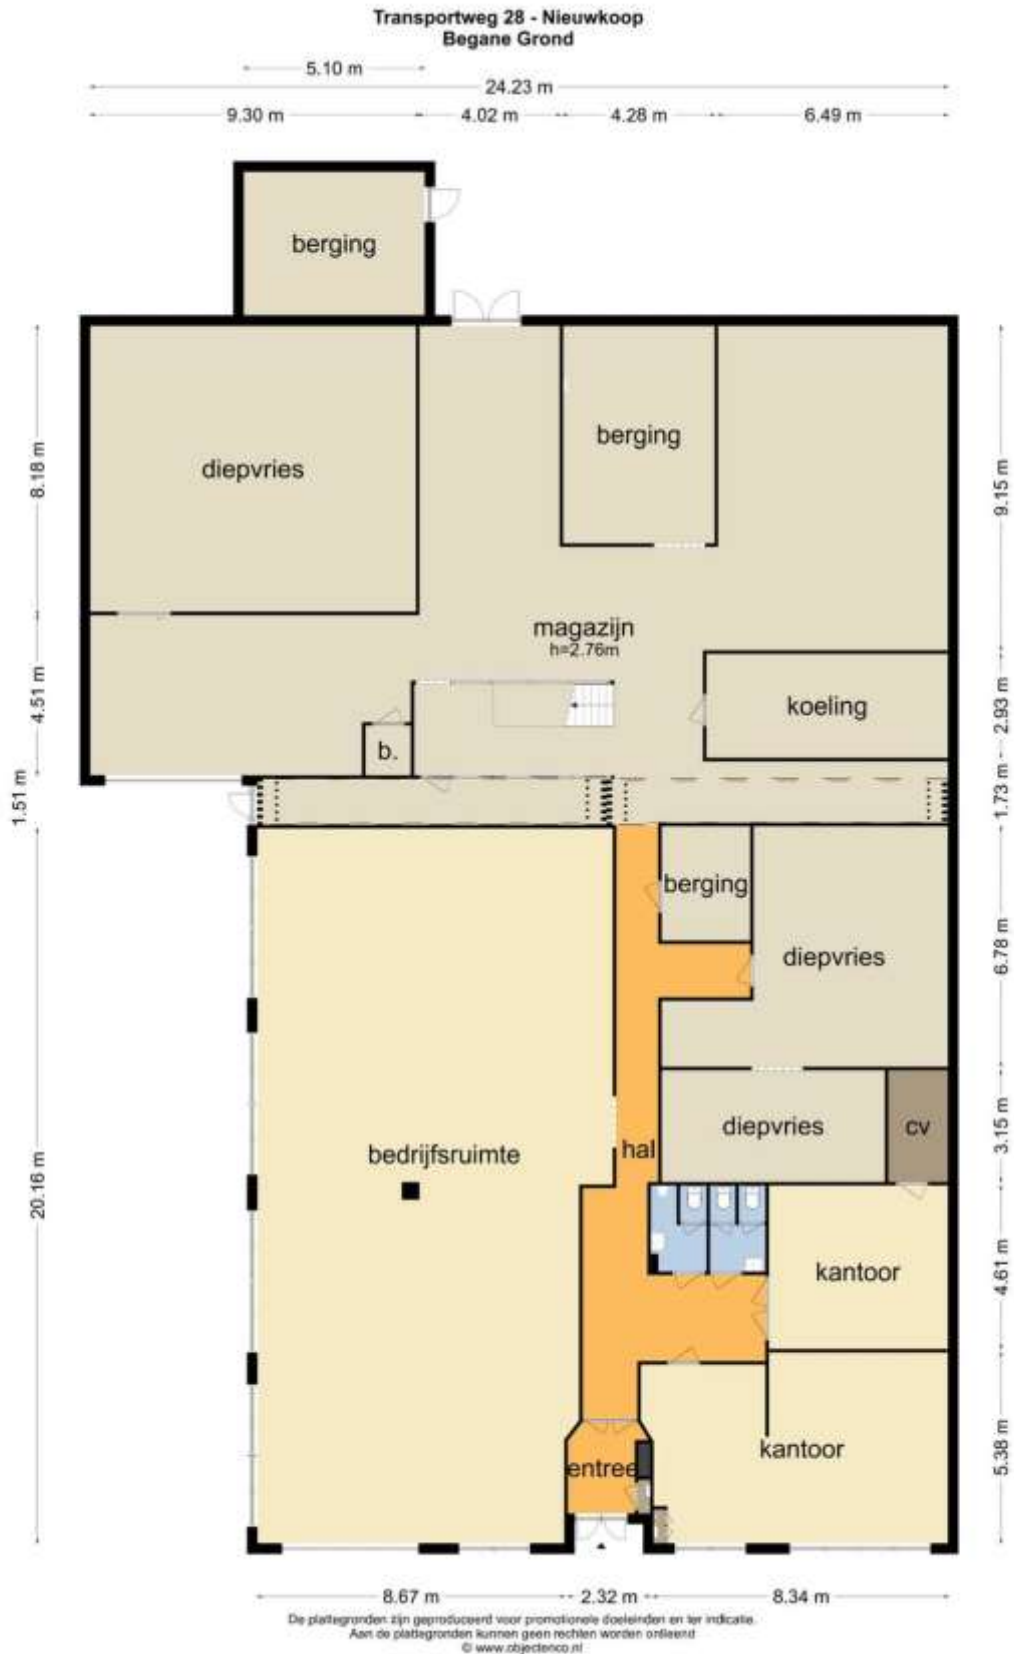 Transportweg 28 - Nieuwkoop
Begane Grond
5.10 m
24.23 m
9.30 m 4.02 m 4.28 m 6.49 m
berging
8.18 m
diepvries
berging
9.15 m
magazijn
h=2.76m
4.51 m
koeling
2.93 m
b.
1.51 m
1.73 m
berging
diepvries
6.78 m
diepvries
cv
3.15 m
hal
bedrijfsruimte
20.16 m
kantoor
4.61 m
kantoor
5.38 m
entree
8.67 m 2.32 m 8.34 m
De plattegronden zijn geproduceerd voor promotionele doeleinden en ter indicatie.
Aan de plattegronden kunnen geen rechten worden ontleend
© www.objectenco.nl